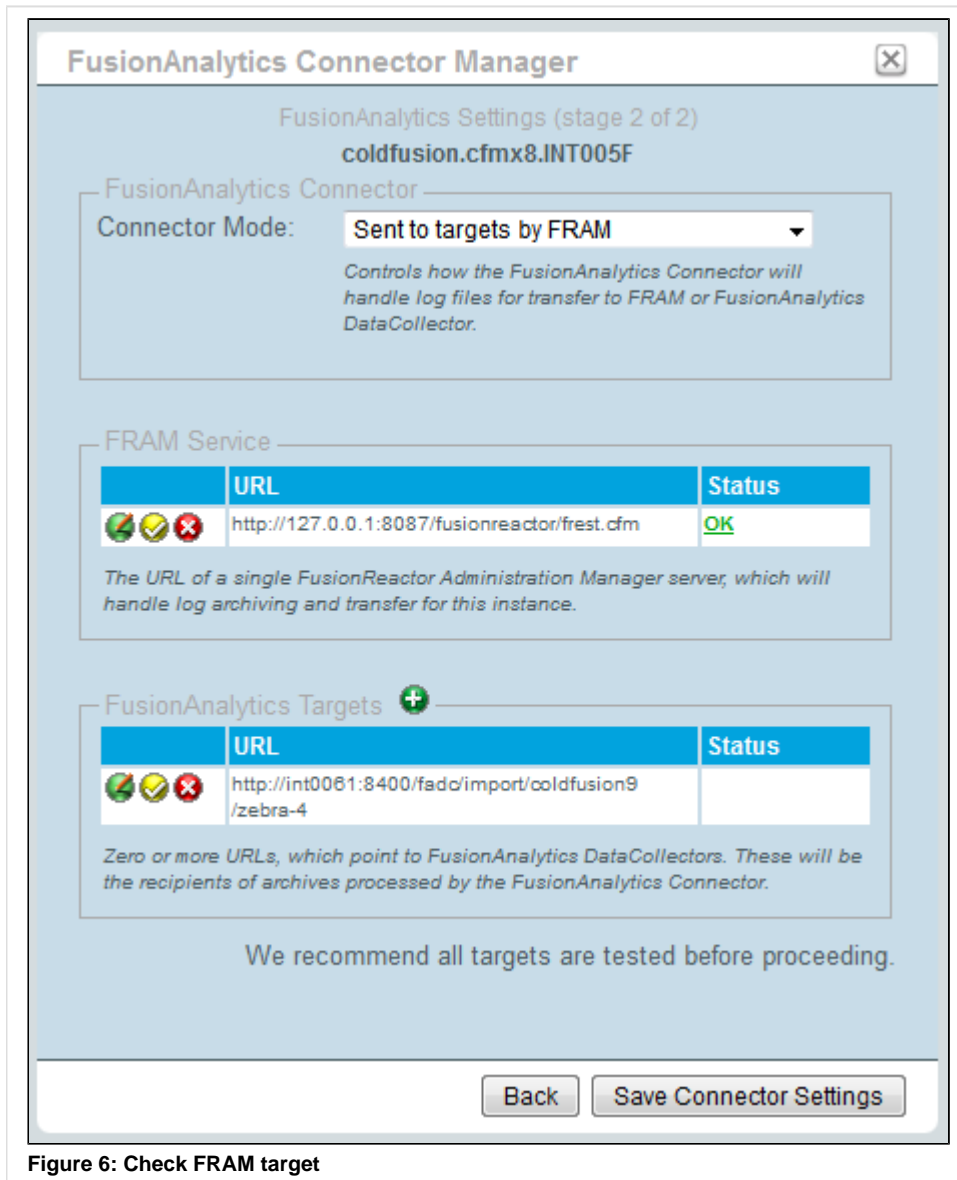 FusionAnalytics Connector Manager
FusionAnalytics Settings (stage 2 of 2)
coldfusion.cfmx8.INT005F
FusionAnalytics Connector
Connector Mode: Sent to targets by FRAM
Controls how the FusionAnalytics Connector will
handle log files for transfer to FRAM or FusionAnalytics
DataCollector.
FRAM Service
URL Status
http://127.0.0.1:8087/fusionreactor/frest.cfm OK
The URL of a single FusionReactor Administration Manager server, which will
handle log archiving and transfer for this instance.
FusionAnalytics Targets
URL Status
http://int0061:8400/fadc/import/coldfusion9
/zebra-4
Zero or more URLs, which point to FusionAnalytics DataCollectors. These will be
the recipients of archives processed by the FusionAnalytics Connector.
We recommend all targets are tested before proceeding.
Back Save Connector Settings
Figure 6: Check FRAM target